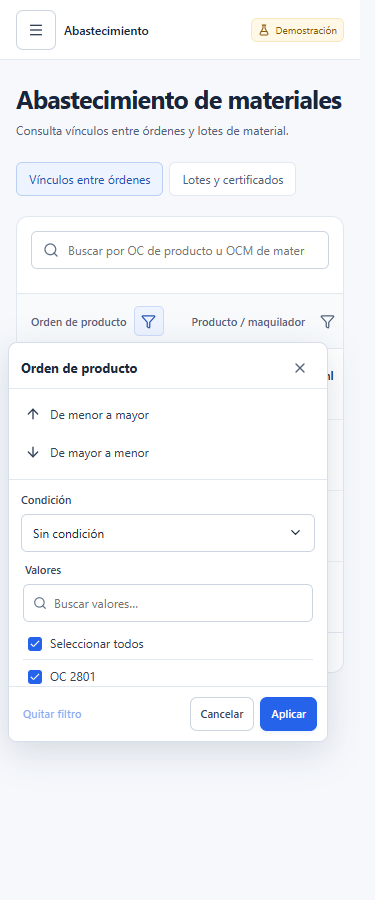 Abastecimiento
Demostración
Abastecimiento de materiales
Consulta vínculos entre órdenes y lotes de material.
Vínculos entre órdenes
Lotes y certificados
Buscar por OC de producto u OCM de mater
Orden de producto
Producto / maquilador
Orden de producto
De menor a mayor
De mayor a menor
Condición
Sin condición
Valores
Buscar valores...
Seleccionar todos
OC 2801
Quitar filtro
Cancelar
Aplicar